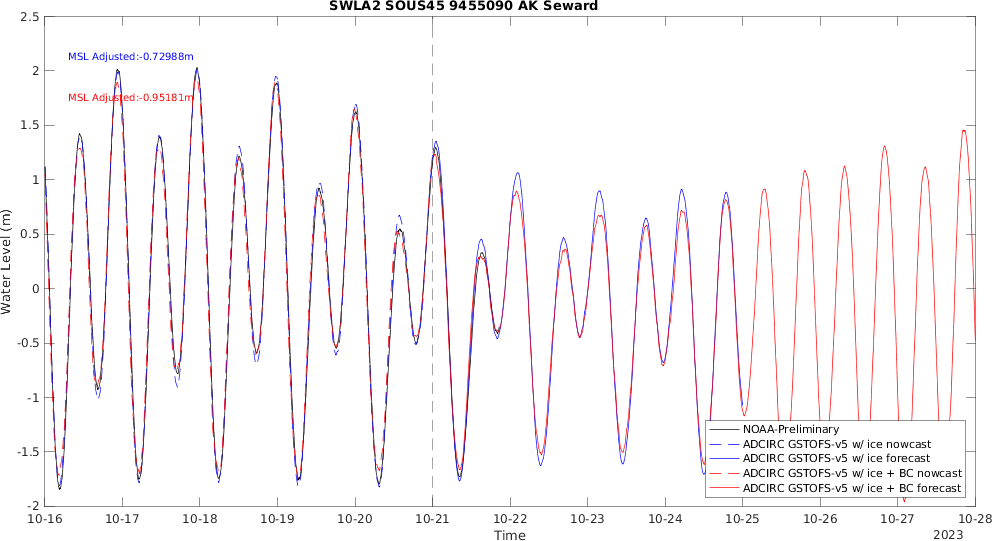 SWLA2 SOUS45 9455090 AK Seward
2.5
2
1.5
1
0.5
0
-0.5
-1
-1.5
-2
Water Level (m)
MSL Adjusted:-0.72988m
MSL Adjusted:-0.95181m
NOAA-Preliminary
ADCIRC GSTOFS-v5 w/ ice nowcast
ADCIRC GSTOFS-v5 w/ ice forecast
ADCIRC GSTOFS-v5 w/ ice + BC nowcast
ADCIRC GSTOFS-v5 w/ ice + BC forecast
10-16 10-17 10-18 10-19 10-20 10-21 10-22 10-23 10-24 10-25 10-26 10-27 10-28
Time
2023